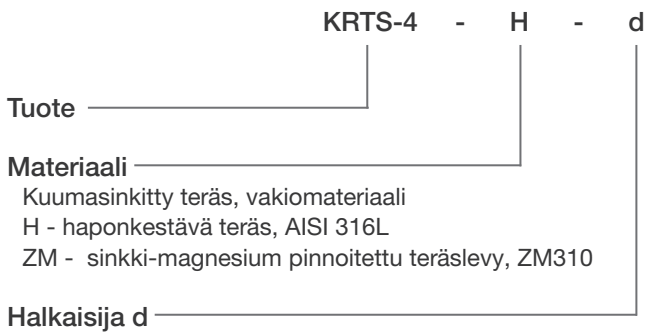 KRTS-4 - H - d
Tuote
Materiaali
Kuumasinkitty teräs, vakiomateriaali
H - haponkestävä teräs, AISI 316L
ZM - sinkki-magnesium pinnoitettu teräslevy, ZM310
Halkaisija d